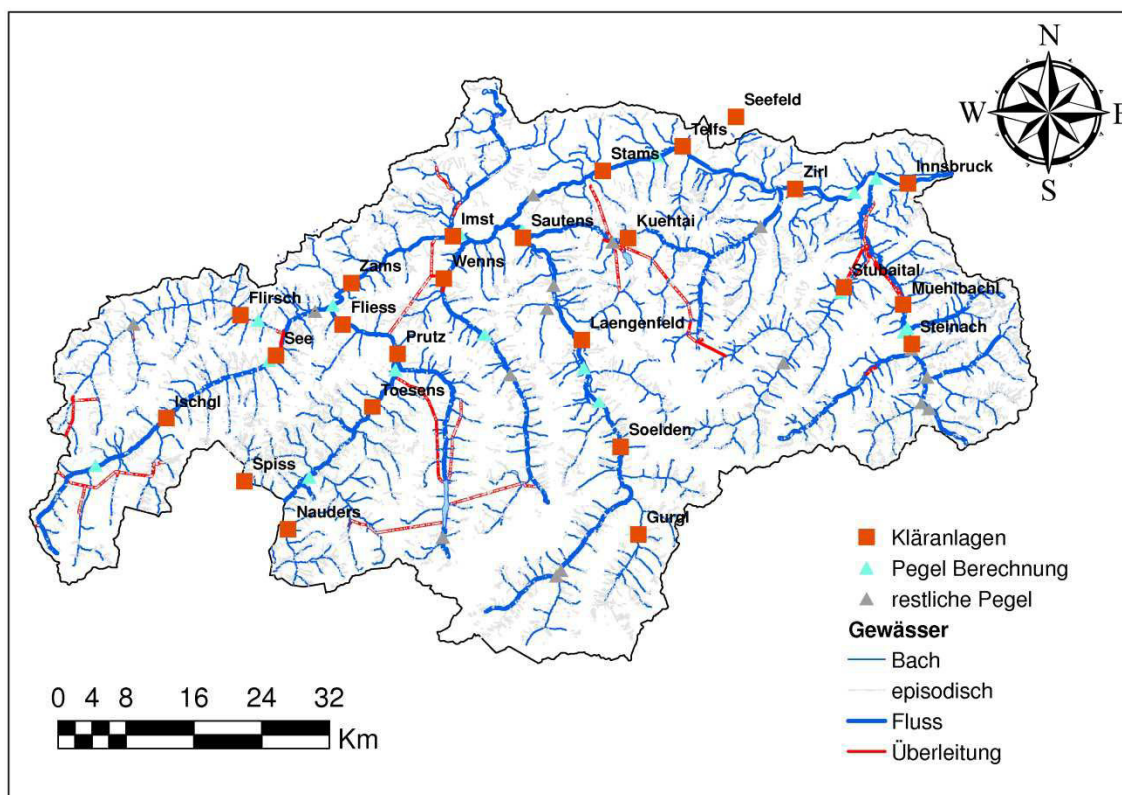 N
W
E
S
Seefeld
Telfs
Stams
Zirl
Innsbruck
Imst
Sautens
Kuehtai
Wenns
Zams
Stubaital
Muehlbachl
Flirsch
Fliess
Steinach
See
Prutz
Laengenfeld
Toesens
Ischgl
Soelden
Spiss
Nauders
Gurgl
Kläranlagen
Pegel Berechnung
restliche Pegel
Gewässer
Bach
episodisch
Fluss
Überleitung
0 4 8 16 24 32
Km